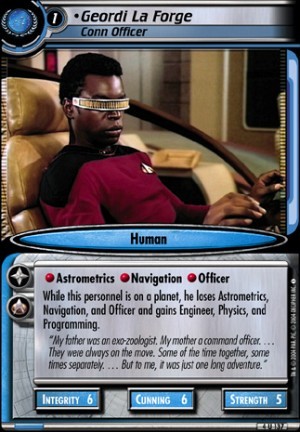 1
• Geordi La Forge
Conn Officer
Human
• Astrometrics • Navigation • Officer
While this personnel is on a planet, he loses Astrometrics,
Navigation, and Officer and gains Engineer, Physics, and
Programming.
"My father was an exo-zoologist. My mother a command officer. . . .
They were always on the move. Some of the time together, some
times separately. . . . But to me, it was just one long adventure."
INTEGRITY 6
CUNNING 6
STRENGTH 5